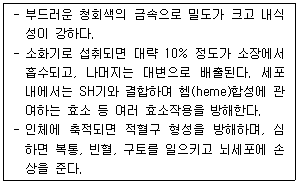 - 부드러운 청회색의 금속으로 밀도가 크고 내식
성이 강하다.
- 소화기로 섭취되면 대략 10% 정도가 소장에서
흡수되고, 나머지는 대변으로 배출된다. 세포
내에서는 SH기와 결합하여 헴(heme)합성에 관
여하는 효소 등 여러 효소작용을 방해한다.
- 인체에 축적되면 적혈구 형성을 방해하며, 심
하면 복통, 빈혈, 구토를 일으키고 뇌세포에 손
상을 준다.